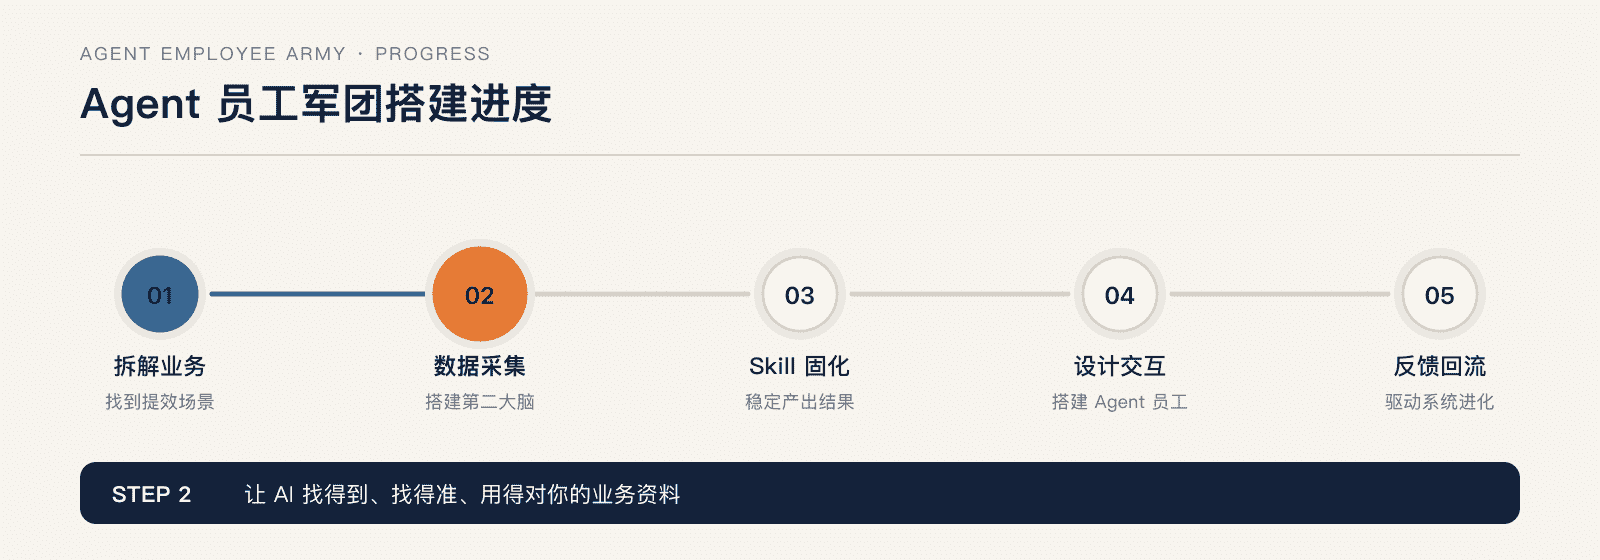 AGENT EMPLOYEE ARMY · PROGRESS
Agent 员工军团搭建进度
01
02
03
04
05
拆解业务
数据采集
Skill 固化
设计交互
反馈回流
找到提效场景
搭建第二大脑
稳定产出结果
搭建 Agent 员工
驱动系统进化
STEP 2 让 AI 找得到、找得准、用得对你的业务资料